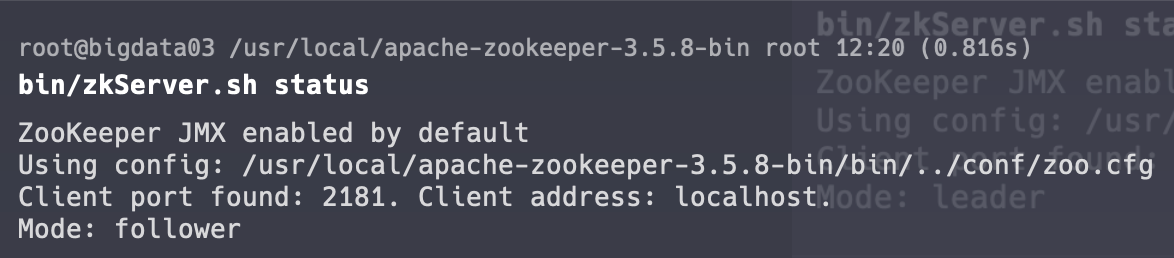 root@bigdata03 /usr/local/apache-zookeeper-3.5.8-bin root 12:20 (0.816s)
bin/zkServer.sh status
ZooKeeper JMX enabled by default
Using config: /usr/local/apache-zookeeper-3.5.8-bin/bin/../conf/zoo.cfg
Client port found: 2181. Client address: localhost.
Mode: follower
bin/zkServer.sh
ZooKeeper JMX
Using config:
Client port found:
Mode: leader